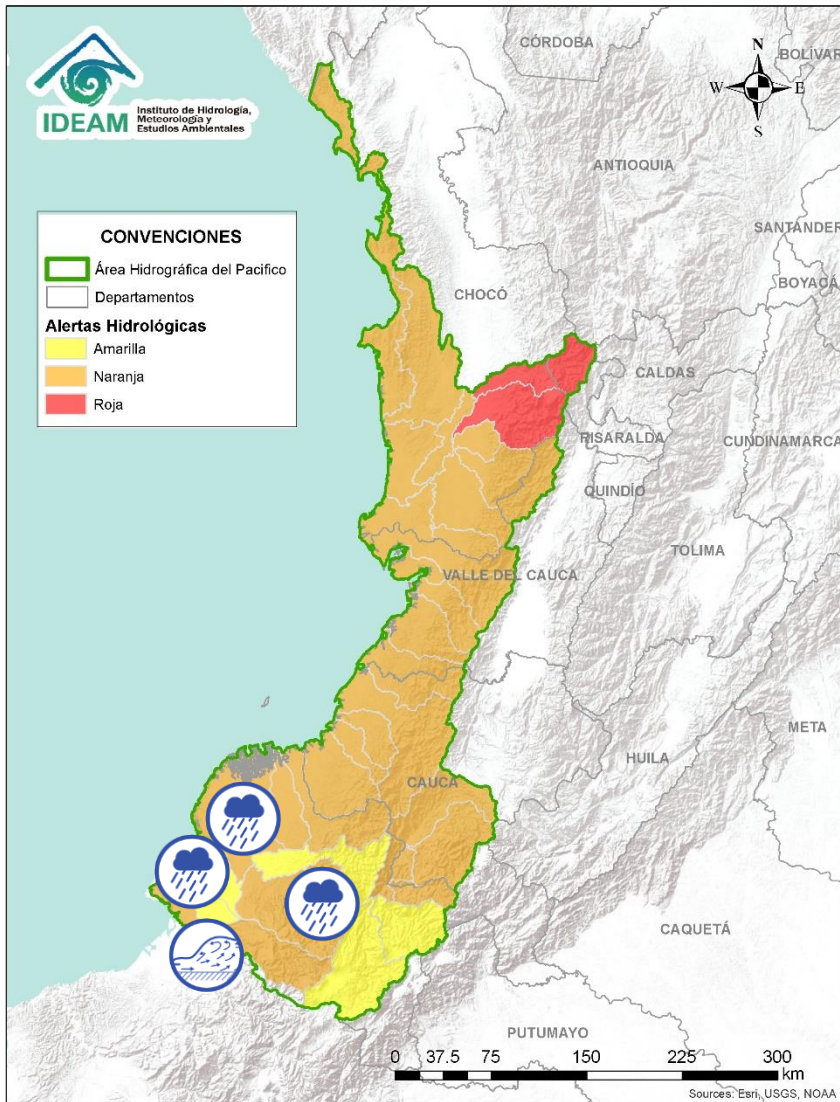 IDEAM
Instituto de Hidrología,
Meteorología y
Estudios Ambientales
CÓRDOBA
BOLÍVAR
N
W
E
S
ANTIOQUIA
SANTANDER
BOYACÁ
CONVENCIONES
Área Hidrográfica del Pacifico
Departamentos
Alertas Hidrológicas
Amarilla
Naranja
Roja
CHOCÓ
CALDAS
RISARALDA
CUNDINAMARCA
QUINDÍO
TOLIMA
VALLE DEL CAUCA
META
HUILA
CAUCA
CAQUETÁ
PUTUMAYO
0 37.5 75 150 225 300
km
Sources: Esri, USGS, NOAA